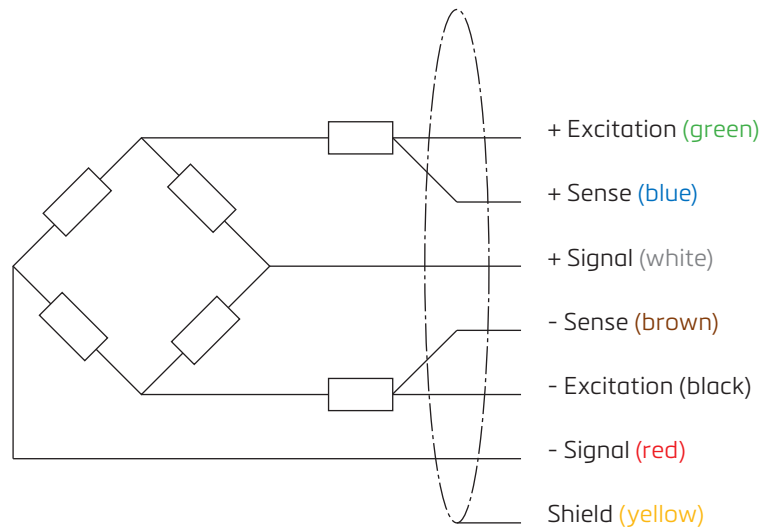 + Excitation (green)
+ Sense (blue)
+ Signal (white)
- Sense (brown)
- Excitation (black)
- Signal (red)
Shield (yellow)